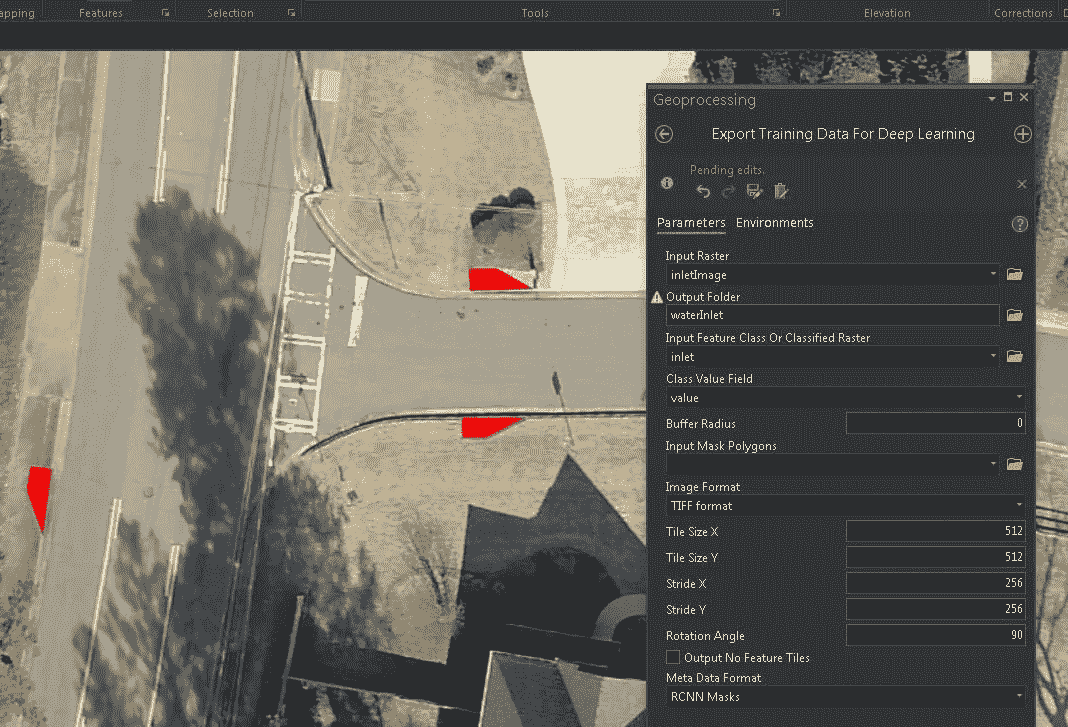 apping
Features
Selection
Tools
Elevation
Corrections
Geoprocessing
Export Training Data For Deep Learning
Pending edits.
Parameters Environments
Input Raster
inletImage
Output Folder
waterInlet
Input Feature Class Or Classified Raster
inlet
Class Value Field
value
Buffer Radius 0
Input Mask Polygons
Image Format
TIFF format
Tile Size X 512
Tile Size Y 512
Stride X 256
Stride Y 256
Rotation Angle 90
Output No Feature Tiles
Meta Data Format
RCNN Masks